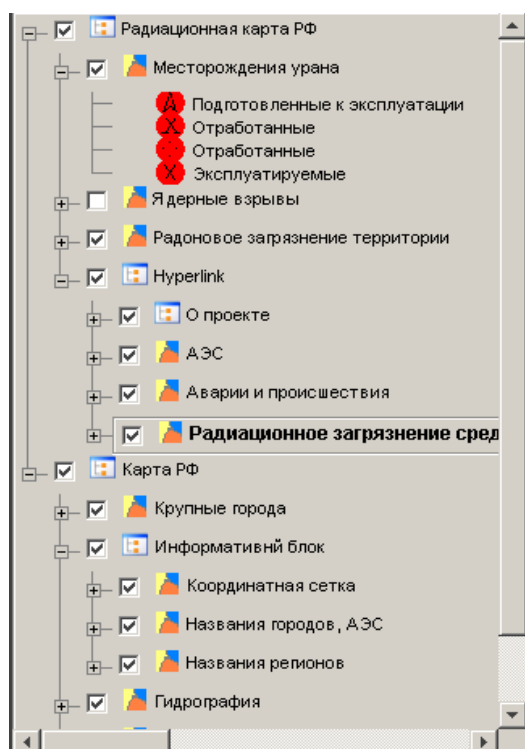 Радиационная карта РФ
Месторождения урана
Подготовленные к эксплуатации
Отработанные
Отработанные
Эксплуатируемые
Ядерные взрывы
Радоновое загрязнение территории
Hyperlink
О проекте
АЭС
Аварии и происшествия
Радиационное загрязнение сред
Карта РФ
Крупные города
Информативнй блок
Координатная сетка
Названия городов, АЭС
Названия регионов
Гидрография